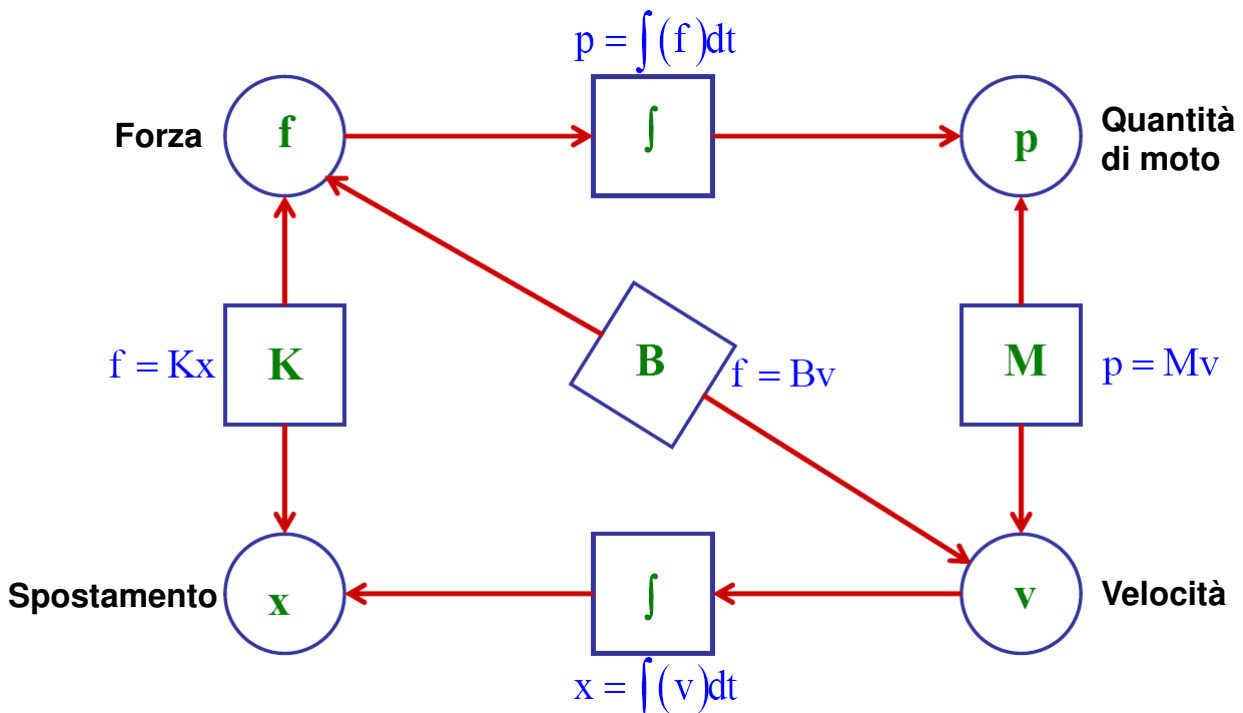 p = ∫(f)dt
Forza
f
∫
p
Quantità
di moto
f = Kx
K
B
f = Bv
M
p = Mv
Spostamento
x
∫
v
Velocità
x = ∫(v)dt